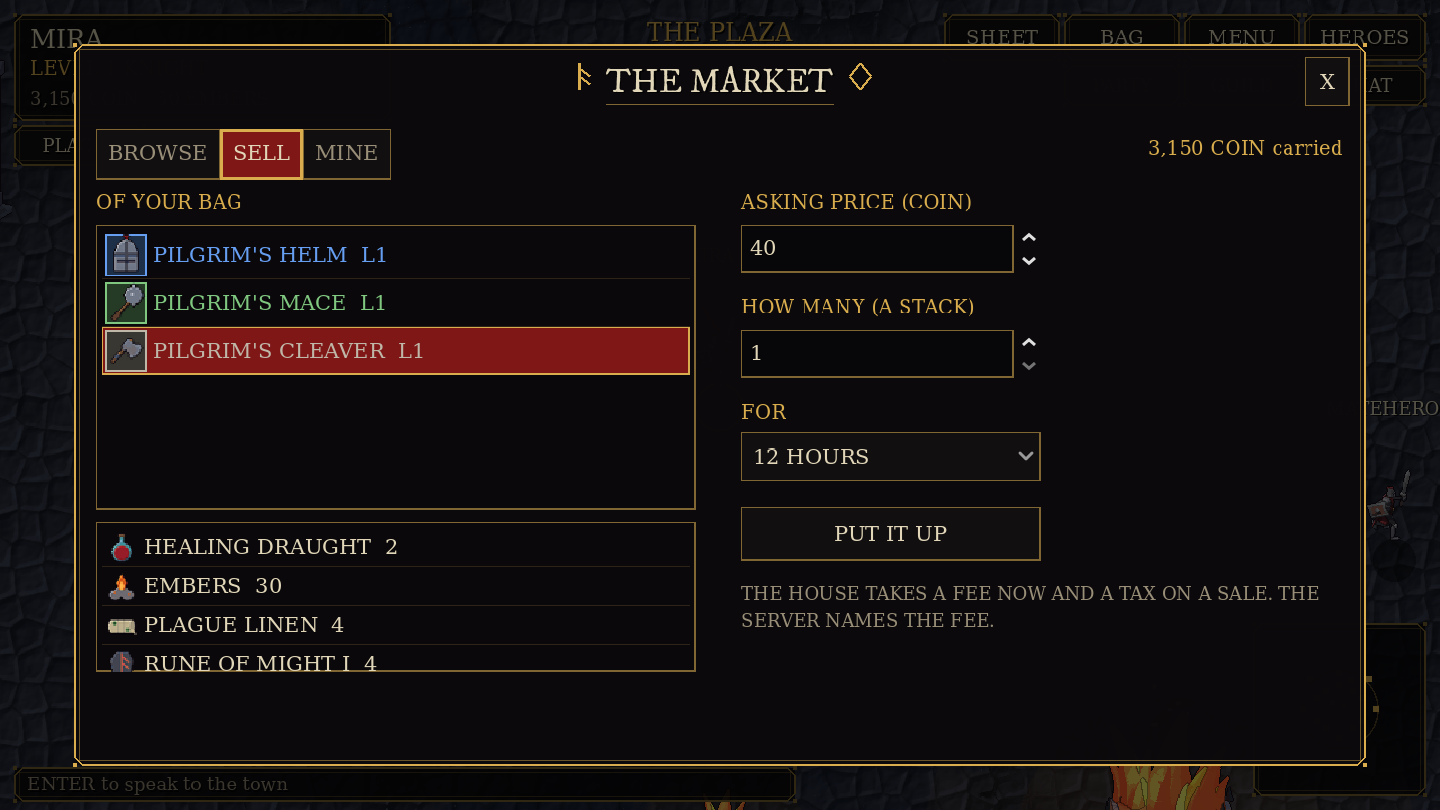 MIRA
THE PLAZA
SHEET
BAG
MENU
HEROES
LEV
3,150
PLA
AT
THE MARKET
X
BROWSE
SELL
MINE
3,150 COIN carried
OF YOUR BAG
PILGRIM'S HELM L1
PILGRIM'S MACE L1
PILGRIM'S CLEAVER L1
HEALING DRAUGHT 2
EMBERS 30
PLAGUE LINEN 4
RUNE OF MIGHT I 4
ASKING PRICE (COIN)
40
HOW MANY (A STACK)
1
FOR
12 HOURS
PUT IT UP
THE HOUSE TAKES A FEE NOW AND A TAX ON A SALE. THE
SERVER NAMES THE FEE.
TEHERO
ENTER to speak to the town